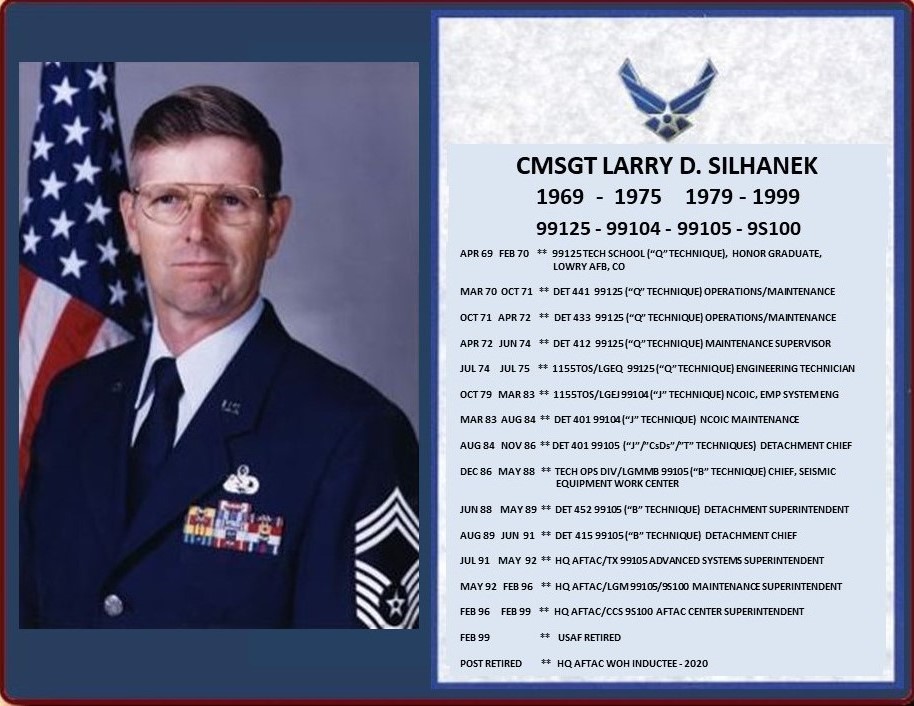 CMSGT LARRY D. SILHANEK
1969 - 1975 1979 - 1999
99125 - 99104 - 99105 - 9S100
APR 69 FEB 70 ** 99125 TECH SCHOOL (“Q” TECHNIQUE), HONOR GRADUATE,
LOWRY AFB, CO
MAR 70 OCT 71 ** DET 441 99125 (“Q” TECHNIQUE) OPERATIONS/MAINTENANCE
OCT 71 APR 72 ** DET 433 99125 (“Q” TECHNIQUE) OPERATIONS/MAINTENANCE
APR 72 JUN 74 ** DET 412 99125 (“Q” TECHNIQUE) MAINTENANCE SUPERVISOR
JUL 74 JUL 75 ** 1155TOS/LGEQ 99125 (“Q” TECHNIQUE) ENGINEERING TECHNICIAN
OCT 79 MAR 83 ** 1155TOS/LGEJ 99104 (“J” TECHNIQUE) NCOIC, EMP SYSTEM ENG
MAR 83 AUG 84 ** DET 401 99104 (“J” TECHNIQUE) NCOIC MAINTENANCE
AUG 84 NOV 86 ** DET 401 99105 (“J”/”CsDs”/”T” TECHNIQUES) DETACHMENT CHIEF
DEC 86 MAY 88 ** TECH OPS DIV/LGMMB 99105 (“B” TECHNIQUE) CHIEF, SEISMIC
EQUIPMENT WORK CENTER
JUN 88 MAY 89 ** DET 452 99105 (“B” TECHNIQUE) DETACHMENT SUPERINTENDENT
AUG 89 JUN 91 ** DET 415 99105 (“B” TECHNIQUE) DETACHMENT CHIEF
JUL 91 MAY 92 ** HQ AFTAC/TX 99105 ADVANCED SYSTEMS SUPERINTENDENT
MAY 92 FEB 96 ** HQ AFTAC/LGM 99105/9S100 MAINTENANCE SUPERINTENDENT
FEB 96 FEB 99 ** HQ AFTAC/CCS 9S100 AFTAC CENTER SUPERINTENDENT
FEB 99 ** USAF RETIRED
POST RETIRED ** HQ AFTAC WOH INDUCTEE - 2020